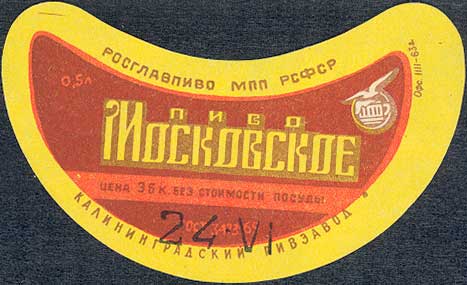 РОСГЛАВПИВО МПП РСФСР
0,5л
ПИВО
МОСКОВСКОЕ
ЦЕНА 36 К. БЕЗ СТОИМОСТИ ПОСУДЫ
24 VI
КАЛИНИНГРАДСКИЙ ПИВЗАВОД